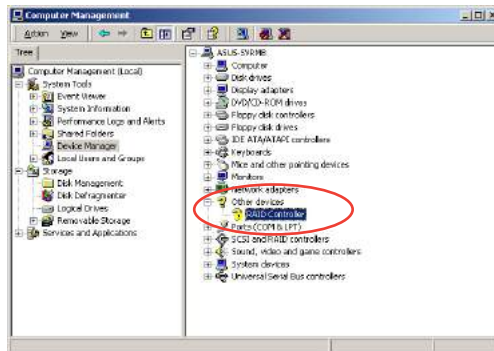 Computer Management
Action View
Tree
Computer Management (Local)
System Tools
Event Viewer
System Information
Performance Logs and Alerts
Shared Folders
Device Manager
Local Users and Groups
Storage
Disk Management
Disk Defragmenter
Logical Drives
Removable Storage
Services and Applications
ASUS-SVRMB
Computer
Disk drives
Display adapters
DVD/CD-ROM drives
Floppy disk controllers
Floppy disk drives
IDE ATA/ATAPI controllers
Keyboards
Mice and other pointing devices
Monitors
Network adapters
Other devices
RAID Controller
Ports (COM & LPT)
SCSI and RAID controllers
Sound, video and game controllers
System devices
Universal Serial Bus controllers